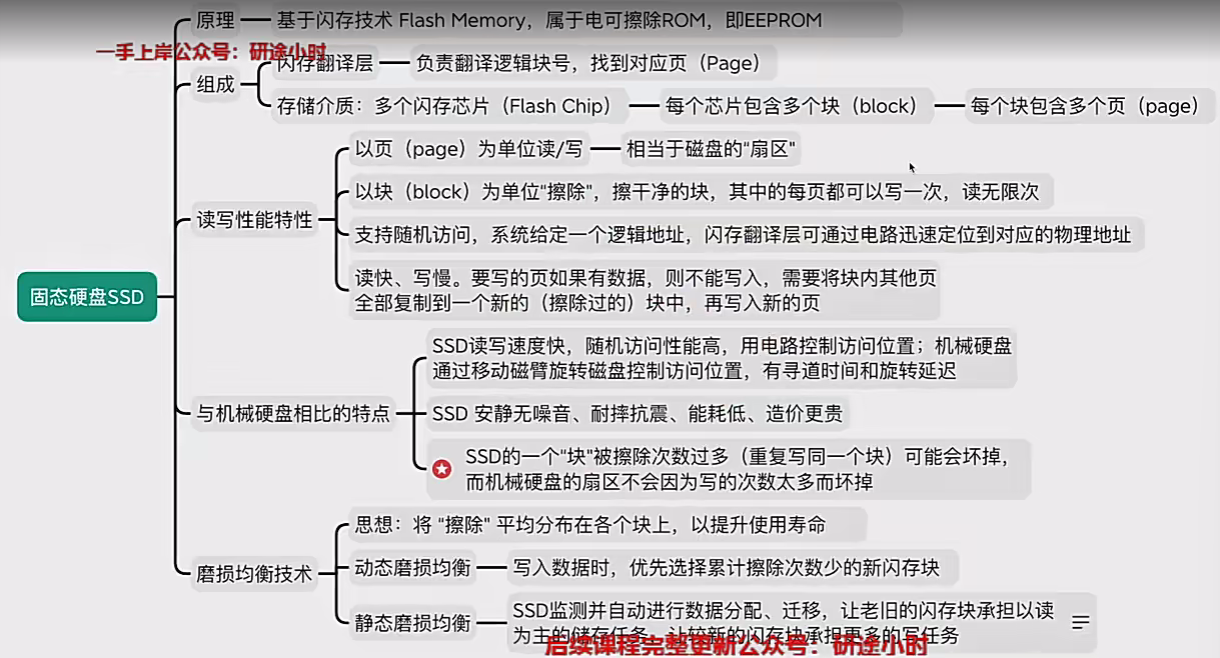 原理
基于闪存技术 Flash Memory，属于电可擦除ROM，即EEPROM
一手上岸公众号：研途小时
组成
闪存翻译层
负责翻译逻辑块号，找到对应页（Page）
存储介质：多个闪存芯片（Flash Chip）
每个芯片包含多个块（block）
每个块包含多个页（page）
读写性能特性
以页（page）为单位读/写
相当于磁盘的“扇区”
以块（block）为单位“擦除”，擦干净的块，其中的每页都可以写一次，读无限次
支持随机访问，系统给定一个逻辑地址，闪存翻译层可通过电路迅速定位到对应的物理地址
读快、写慢。要写的页如果有数据，则不能写入，需要将块内其他页
全部复制到一个新的（擦除过的）块中，再写入新的页
固态硬盘SSD
与机械硬盘相比的特点
SSD读写速度快，随机访问性能高，用电路控制访问位置；机械硬盘
通过移动磁臂旋转磁盘控制访问位置，有寻道时间和旋转延迟
SSD 安静无噪音、耐摔抗震、能耗低、造价更贵
SSD的一个“块”被擦除次数过多（重复写同一个块）可能会坏掉，
而机械硬盘的扇区不会因为写的次数太多而坏掉
磨损均衡技术
思想：将 “擦除” 平均分布在各个块上，以提升使用寿命
动态磨损均衡
写入数据时，优先选择累计擦除次数少的新闪存块
静态磨损均衡
SSD监测并自动进行数据分配、迁移，让老旧的闪存块承担以读
为主的储存任务，让较新的闪存块承担更多的写任务
后续课程完整更新公众号：研途小时